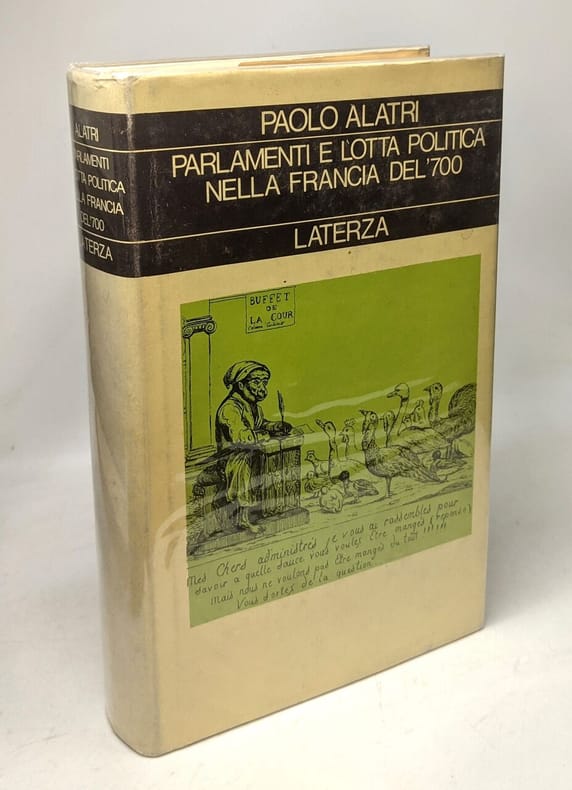 ALATRI
PARLAMENTI
LOTTA POLITICA
LA FRANCIA
DEL '700
TERZA
PAOLO ALATRI
PARLAMENTI E LOTTA POLITICA
NELLA FRANCIA DEL '700
LATERZA
BUFFET
DE
LA COUR
Mes Chers administrés je vous ai rassemblés pour
savoir a quelle sauce vous voulez être mangés (reponse)
mais nous ne voulons pas être mangés du tout !!!!!!!
Vous sortez de la question